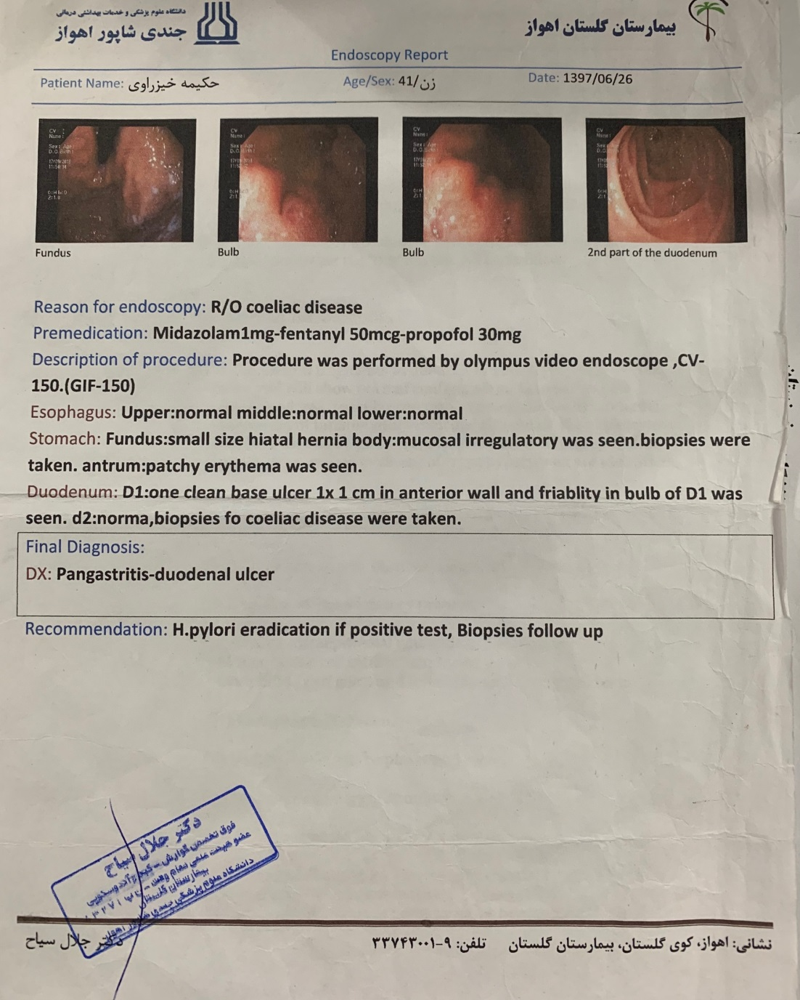 دانشگاه علوم پزشکی و خدمات بهداشتی درمانی
جندی شاپور اهواز
بیمارستان گلستان اهواز
Endoscopy Report
Patient Name: حکیمه خیزراوی
Age/Sex: 41/زن
Date: 1397/06/26
Fundus
Bulb
Bulb
2nd part of the duodenum
Reason for endoscopy: R/O coeliac disease
Premedication: Midazolam1mg-fentanyl 50mcg-propofol 30mg
Description of procedure: Procedure was performed by olympus video endoscope ,CV-
150.(GIF-150)
Esophagus: Upper:normal middle:normal lower:normal
Stomach: Fundus:small size hiatal hernia body:mucosal irregulatory was seen.biopsies were
taken. antrum:patchy erythema was seen.
Duodenum: D1:one clean base ulcer 1x 1 cm in anterior wall and friablity in bulb of D1 was
seen. d2:norma,biopsies fo coeliac disease were taken.
Final Diagnosis:
DX: Pangastritis-duodenal ulcer
Recommendation: H.pylori eradication if positive test, Biopsies follow up
دکتر جلال سیاح
فوق تخصص گوارش
عضو هیئت علمی تمام وقت
بیمارستان گلستان
دانشگاه علوم پزشکی جندی شاپور اهواز
نشانی: اهواز، کوی گلستان، بیمارستان گلستان تلفن: ۹-۳۳۷۴۳۰۰۱
دکتر جلال سیاح